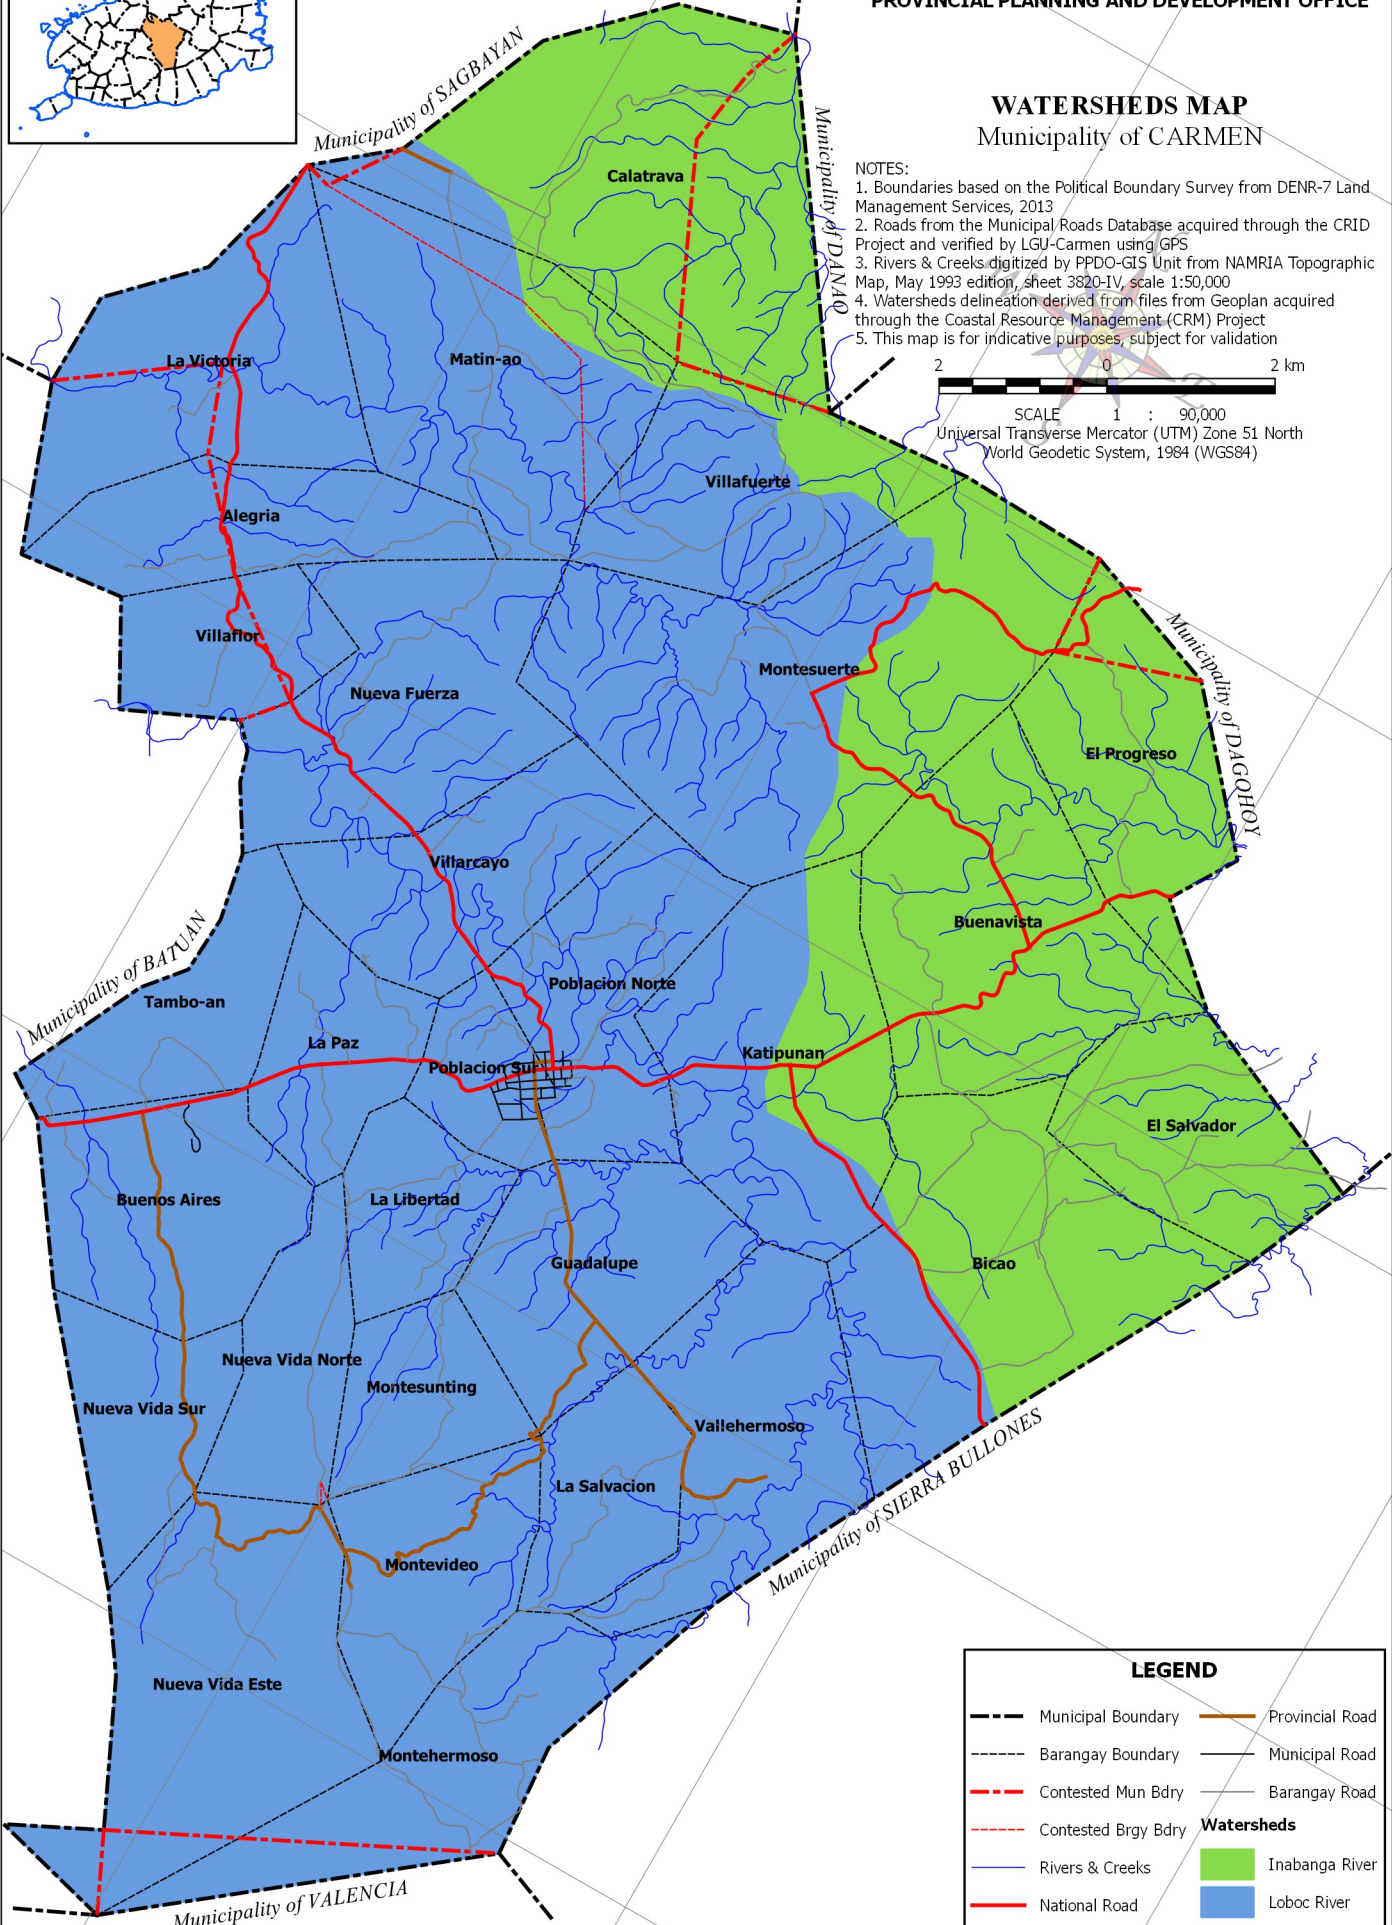 PROVINCIAL PLANNING AND DEVELOPMENT OFFICE
WATERSHEDS MAP
Municipality of CARMEN
NOTES:
1. Boundaries based on the Political Boundary Survey from DENR-7 Land
Management Services, 2013
2. Roads from the Municipal Roads Database acquired through the CRID
Project and verified by LGU-Carmen using GPS
3. Rivers & Creeks digitized by PPDO-GIS Unit from NAMRIA Topographic
Map, May 1993 edition, sheet 3820-IV, scale 1:50,000
4. Watersheds delineation derived from files from Geoplan acquired
through the Coastal Resource Management (CRM) Project
5. This map is for indicative purposes, subject for validation
2 0 2 km
SCALE 1 : 90,000
Universal Transverse Mercator (UTM) Zone 51 North
World Geodetic System, 1984 (WGS84)
N
W
E
S
Municipality of SAGBAYAN
Municipality of DANAO
Calatrava
La Victoria
Matin-ao
Villafuerte
Alegria
Villaflor
Nueva Fuerza
Montesuerte
Municipality of DAGOHOY
El Progreso
Villarcayo
Buenavista
Municipality of BATUAN
Tambo-an
Poblacion Norte
La Paz
Katipunan
Poblacion Sur
El Salvador
Buenos Aires
La Libertad
Guadalupe
Bicao
Nueva Vida Norte
Montesunting
Nueva Vida Sur
Vallehermoso
La Salvacion
Municipality of SIERRA BULLONES
Montevideo
Nueva Vida Este
Montehermoso
Municipality of VALENCIA
LEGEND
Municipal Boundary
Barangay Boundary
Contested Mun Bdry
Contested Brgy Bdry
Rivers & Creeks
National Road
Provincial Road
Municipal Road
Barangay Road
Watersheds
Inabanga River
Loboc River